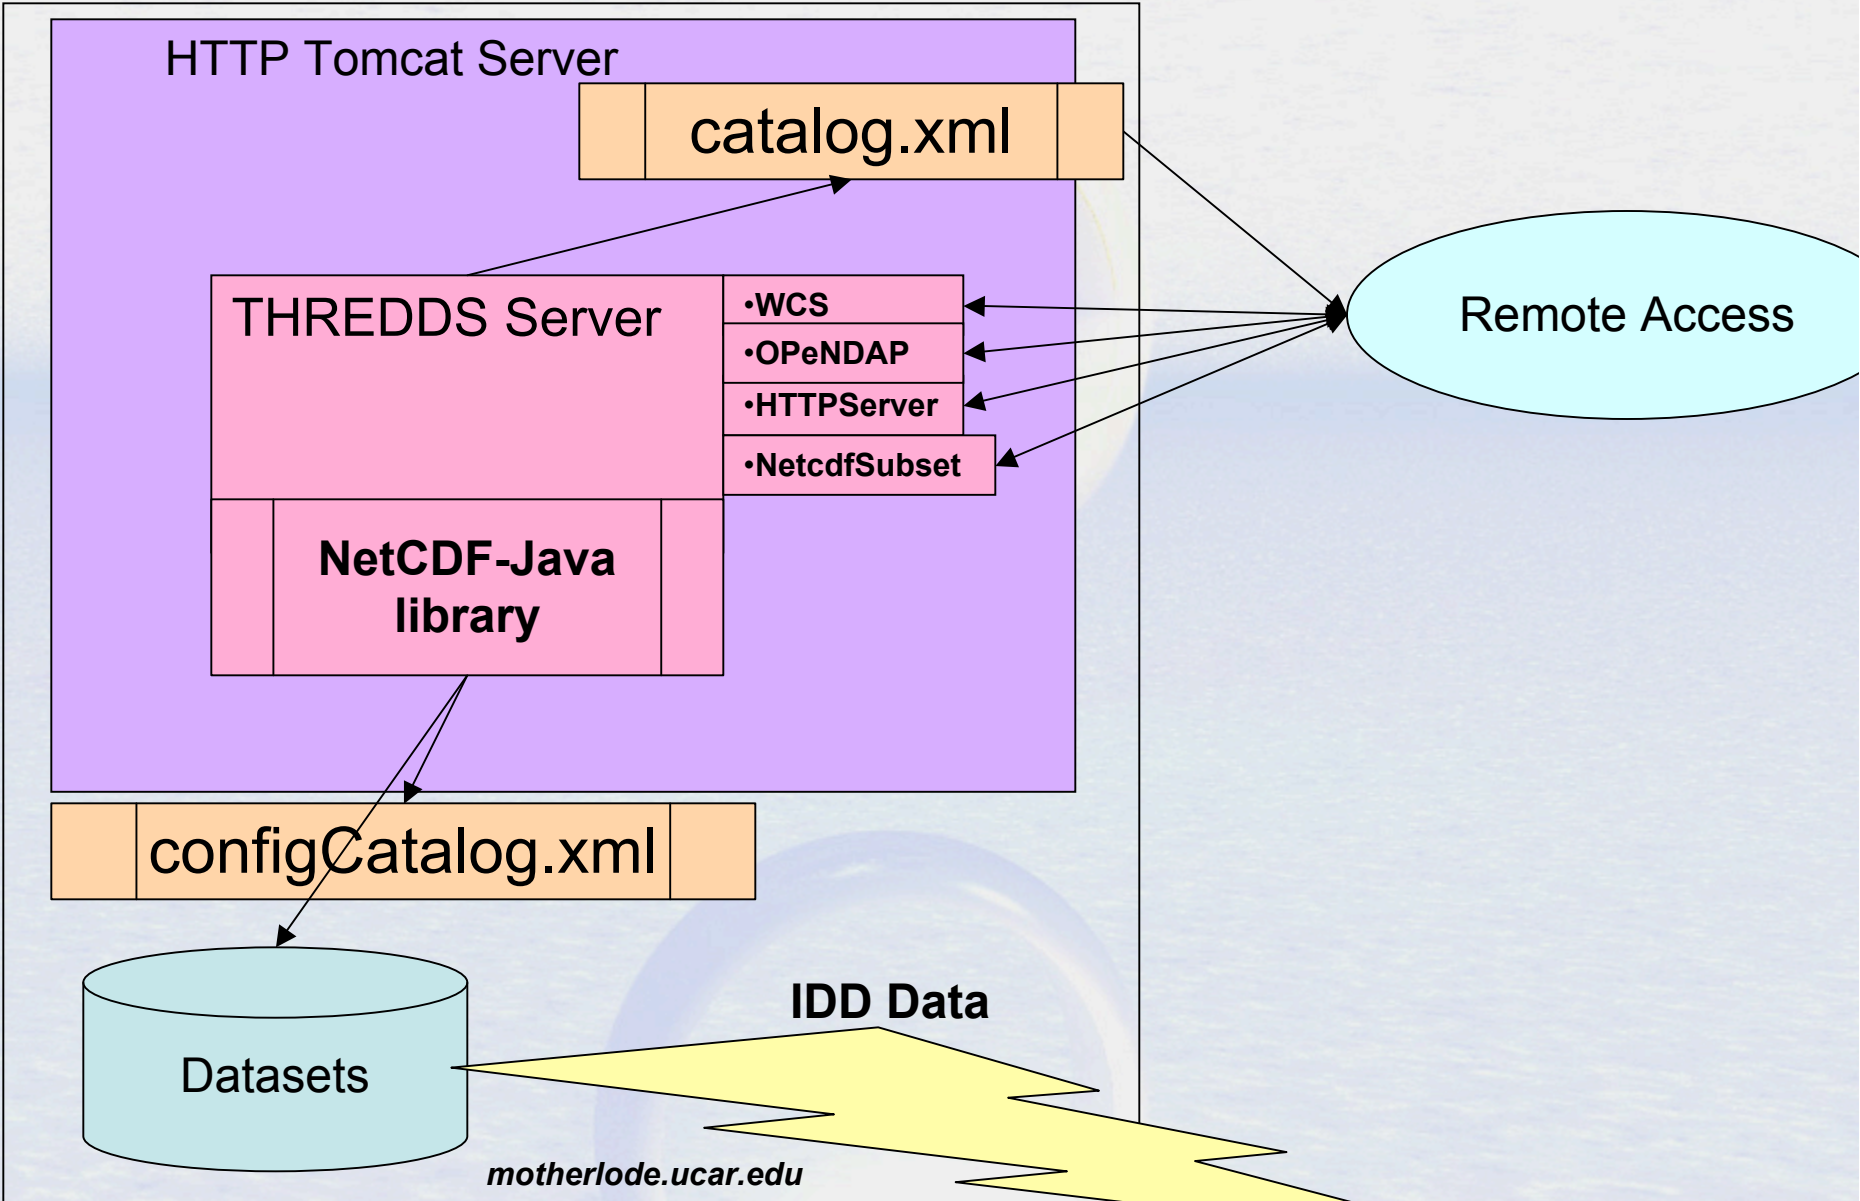 HTTP Tomcat Server
catalog.xml
THREDDS Server
•WCS
•OPeNDAP
•HTTPServer
•NetcdfSubset
Remote Access
NetCDF-Java
library
configCatalog.xml
IDD Data
Datasets
motherlode.ucar.edu